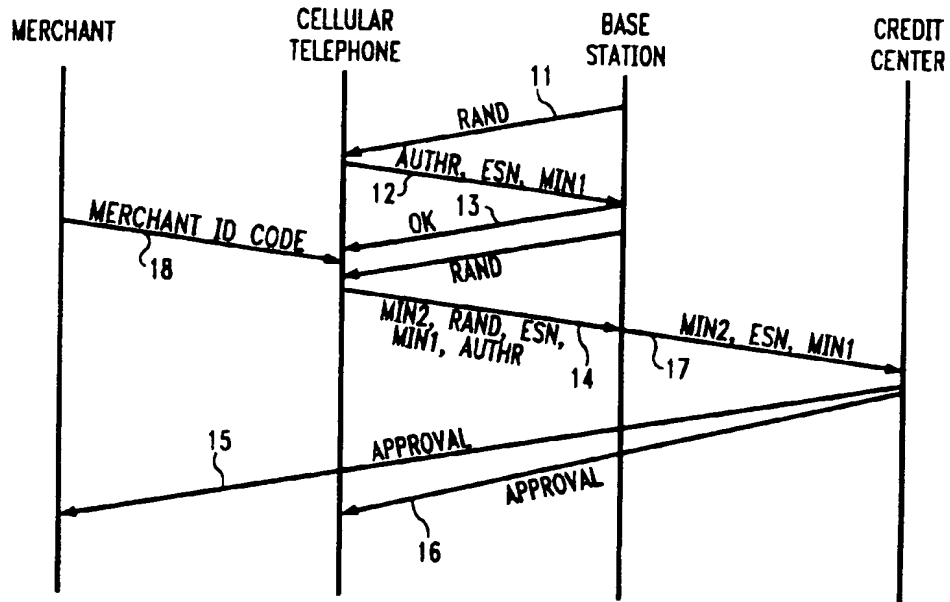 MERCHANT
CELLULAR
TELEPHONE
BASE
STATION
CREDIT
CENTER
11
RAND
AUTHR, ESN, MIN1
12
13
OK
MERCHANT ID CODE
18
RAND
MIN2, RAND, ESN,
MIN1, AUTHR
14
MIN2, ESN, MIN1
17
15
APPROVAL
APPROVAL
16